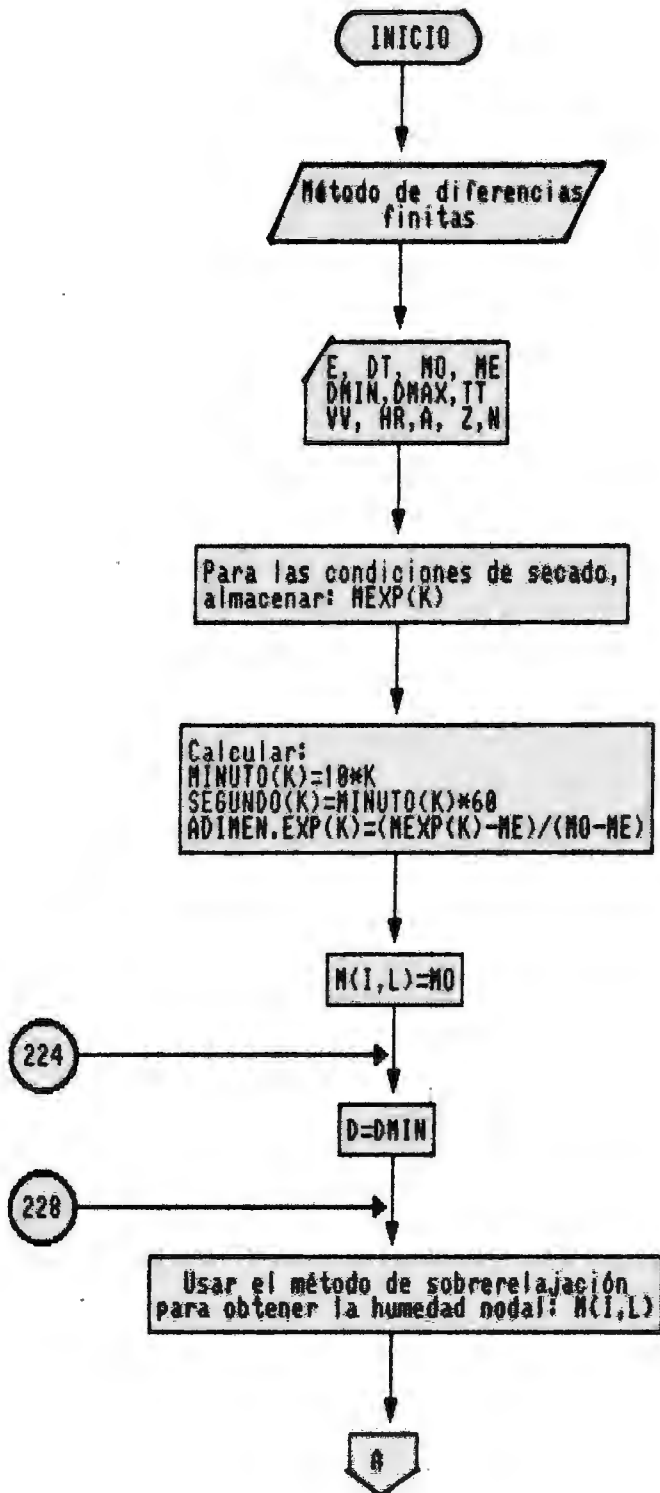 INICIO
Método de diferencias
finitas
E, DT, MO, ME
DMIN,DMAX,TT
VV, HR,A, Z,N
Para las condiciones de secado,
almacenar: MEXP(K)
Calcular:
MINUTO(K)=10*K
SEGUNDO(K)=MINUTO(K)*60
ADIMEN.EXP(K)=(MEXP(K)-ME)/(MO-ME)
M(I,L)=MO
224
D=DMIN
228
Usar el método de sobrerelajación
para obtener la humedad nodal: M(I,L)
A